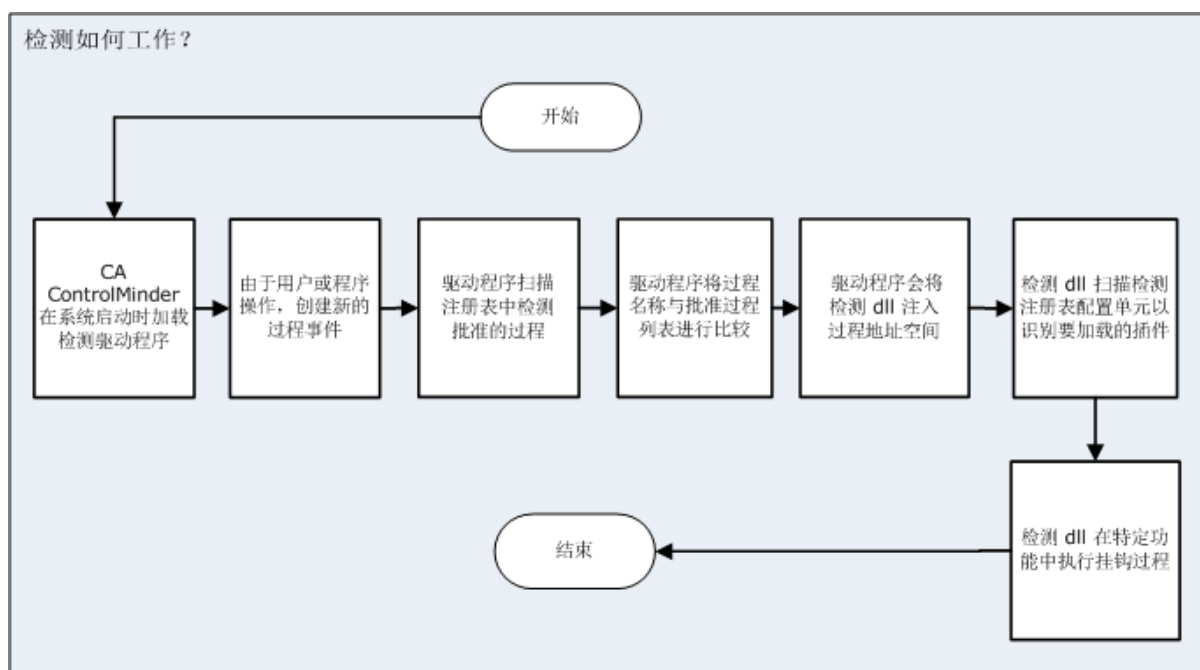 检测如何工作？
开始
CA
ControlMinder
在系统启动时加载
检测驱动程序
由于用户或程序
操作，创建新的
过程事件
驱动程序扫描
注册表中检测
批准的过程
驱动程序将过程
名称与批准过程
列表进行比较
驱动程序会将
检测 dll 注入
过程地址空间
检测 dll 扫描检测
注册表配置单元以
识别要加载的插件
检测 dll 在特定功
能中执行挂钩过程
结束